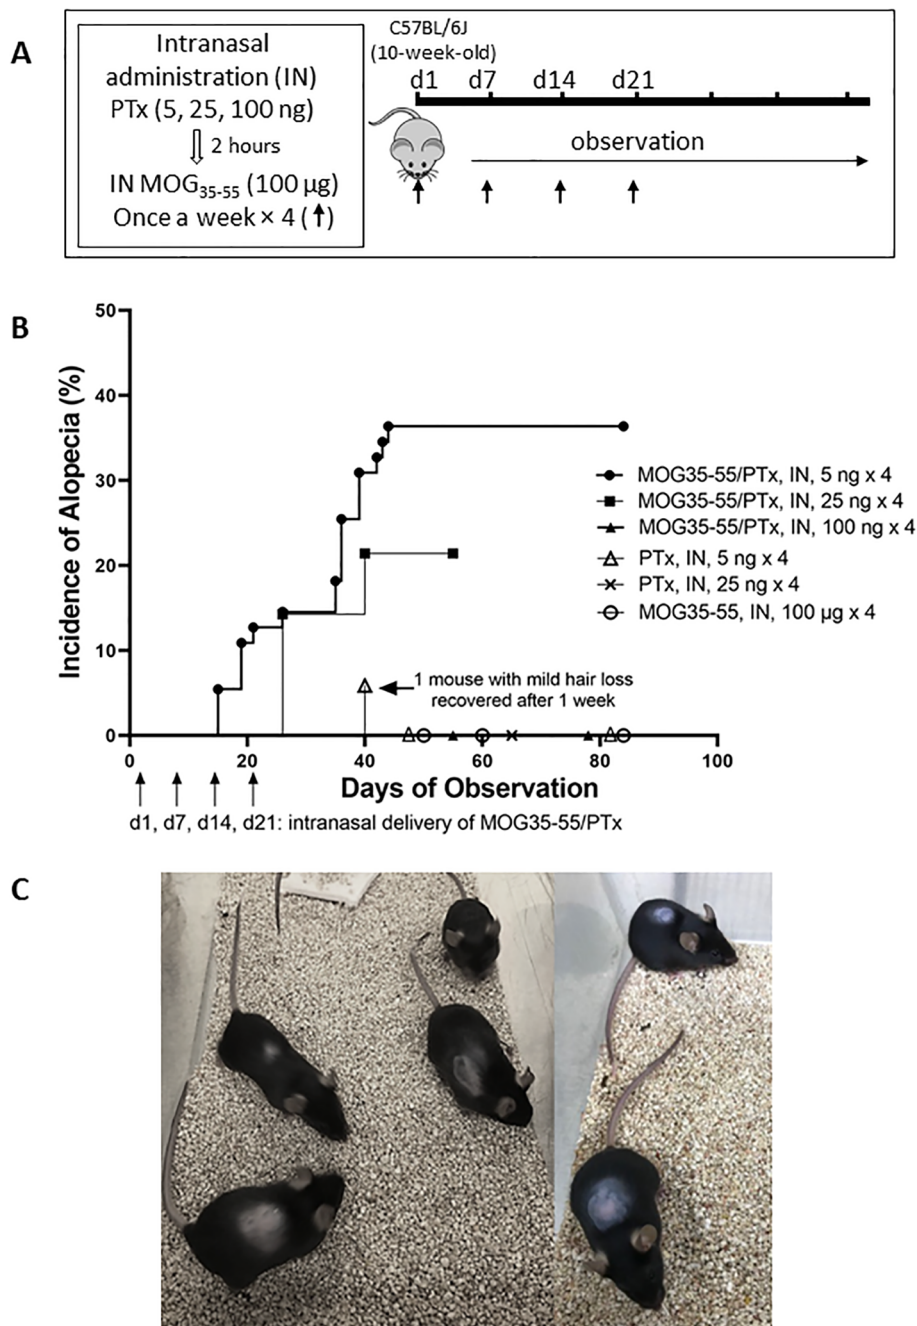 A
Intranasal
administration (IN)
PTx (5, 25, 100 ng)
2 hours
IN MOG35-55 (100 µg)
Once a week × 4 (↑)
C57BL/6J
(10-week-old)
d1 d7 d14 d21
observation
B
Incidence of Alopecia (%)
50
40
30
20
10
0
MOG35-55/PTx, IN, 5 ng x 4
MOG35-55/PTx, IN, 25 ng x 4
MOG35-55/PTx, IN, 100 ng x 4
PTx, IN, 5 ng x 4
PTx, IN, 25 ng x 4
MOG35-55, IN, 100 µg x 4
1 mouse with mild hair loss
recovered after 1 week
0 20 40 60 80 100
Days of Observation
d1, d7, d14, d21: intranasal delivery of MOG35-55/PTx
C